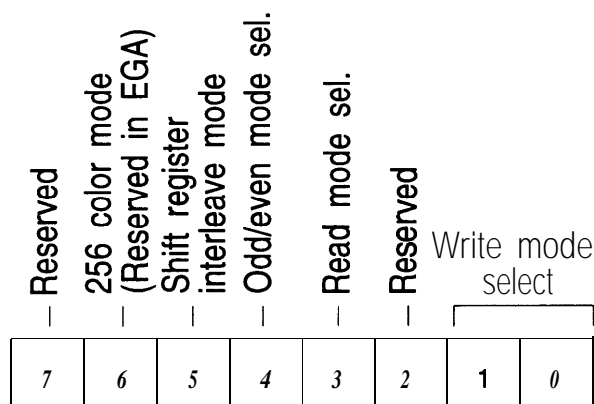 Reserved
256 color mode
(Reserved in EGA)
Shift register
interleave mode
Odd/even mode sel.
Read mode sel.
Reserved
Write mode
select
7 6 5 4 3 2 1 0